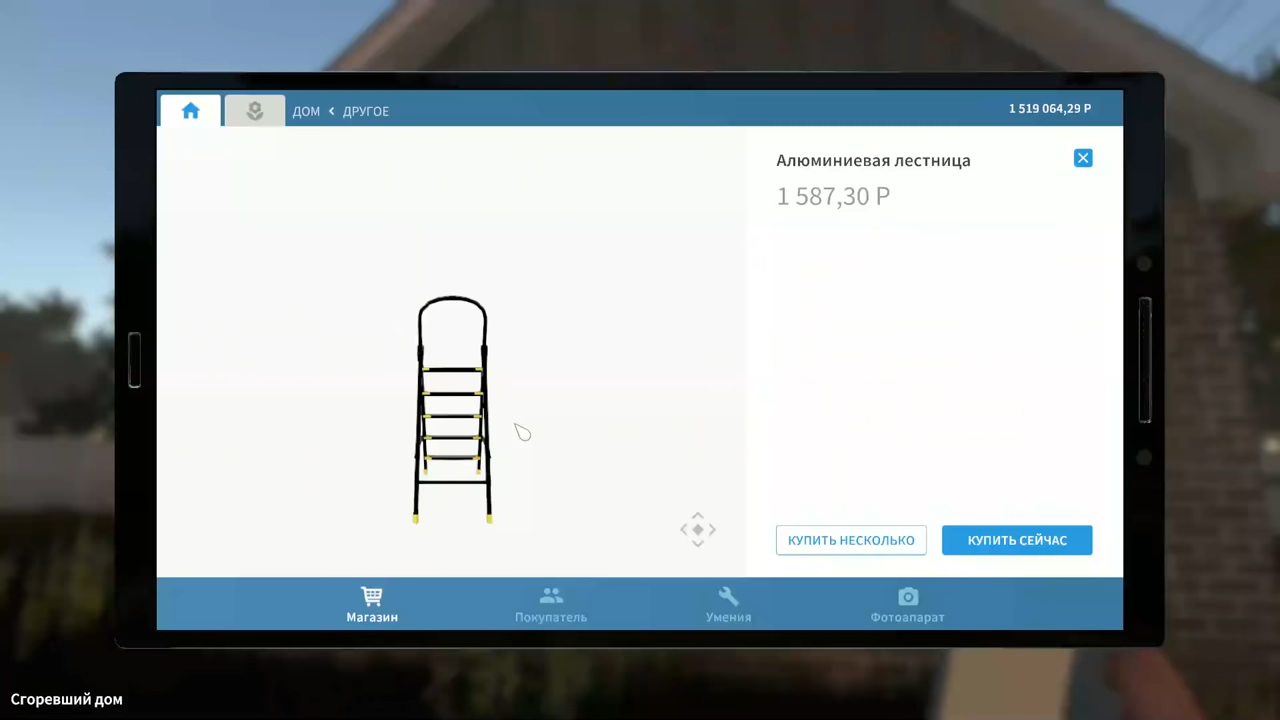 ДОМ ДРУГОЕ
1 519 064,29 Р
Алюминиевая лестница
1 587,30 Р
КУПИТЬ НЕСКОЛЬКО
КУПИТЬ СЕЙЧАС
Магазин
Покупатель
Умения
Фотоапарат
Сгоревший дом